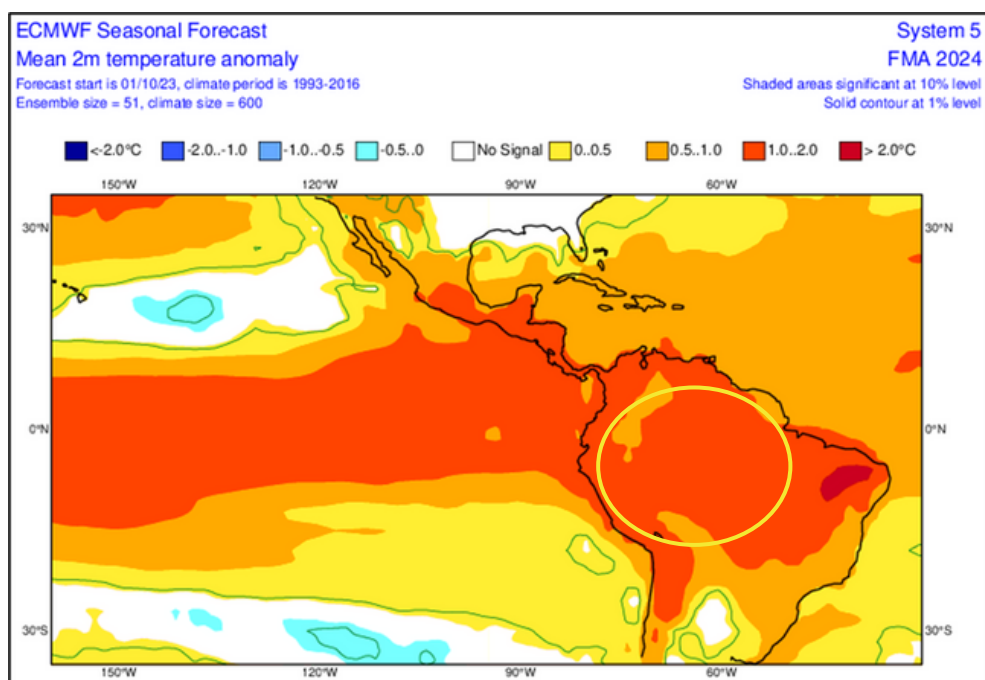 ECMWF Seasonal Forecast
System 5
Mean 2m temperature anomaly
FMA 2024
Forecast start is 01/10/23, climate period is 1993-2016
Shaded areas significant at 10% level
Ensemble size = 51, climate size = 600
Solid contour at 1% level
<-2.0°C -2.0..-1.0 -1.0..-0.5 -0.5..0 No Signal 0..0.5 0.5..1.0 1.0..2.0 > 2.0°C
150°W 120°W 90°W 60°W
30°N 30°N
0°N 0°N
30°S 30°S
150°W 120°W 90°W 60°W